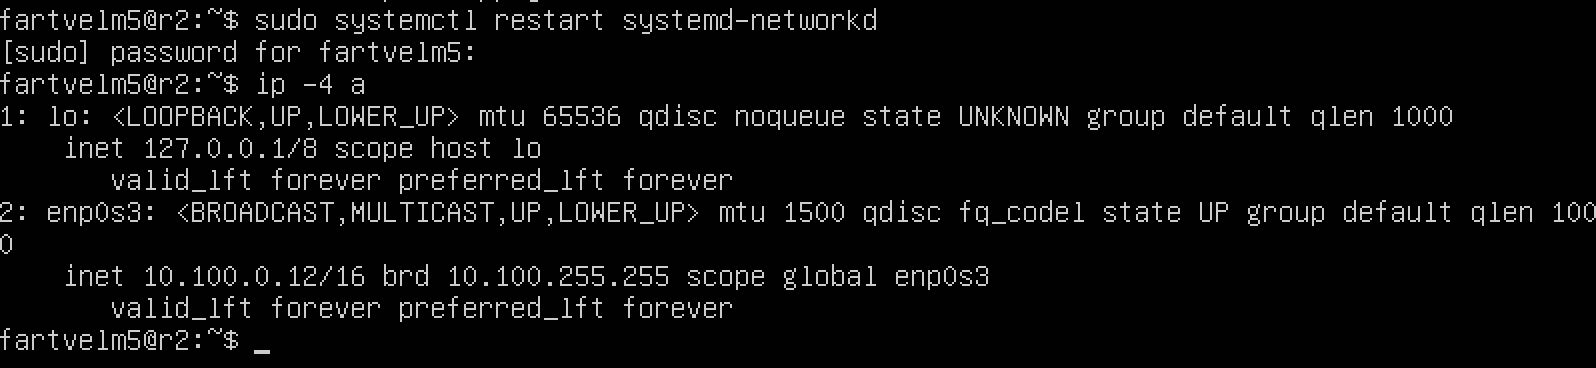 fartvelm5@r2:~$ sudo systemctl restart systemd-networkd
[sudo] password for fartvelm5:
fartvelm5@r2:~$ ip -4 a
1: lo: <LOOPBACK,UP,LOWER_UP> mtu 65536 qdisc noqueue state UNKNOWN group default qlen 1000
    inet 127.0.0.1/8 scope host lo
       valid_lft forever preferred_lft forever
2: enp0s3: <BROADCAST,MULTICAST,UP,LOWER_UP> mtu 1500 qdisc fq_codel state UP group default qlen 100
0
    inet 10.100.0.12/16 brd 10.100.255.255 scope global enp0s3
       valid_lft forever preferred_lft forever
fartvelm5@r2:~$ _